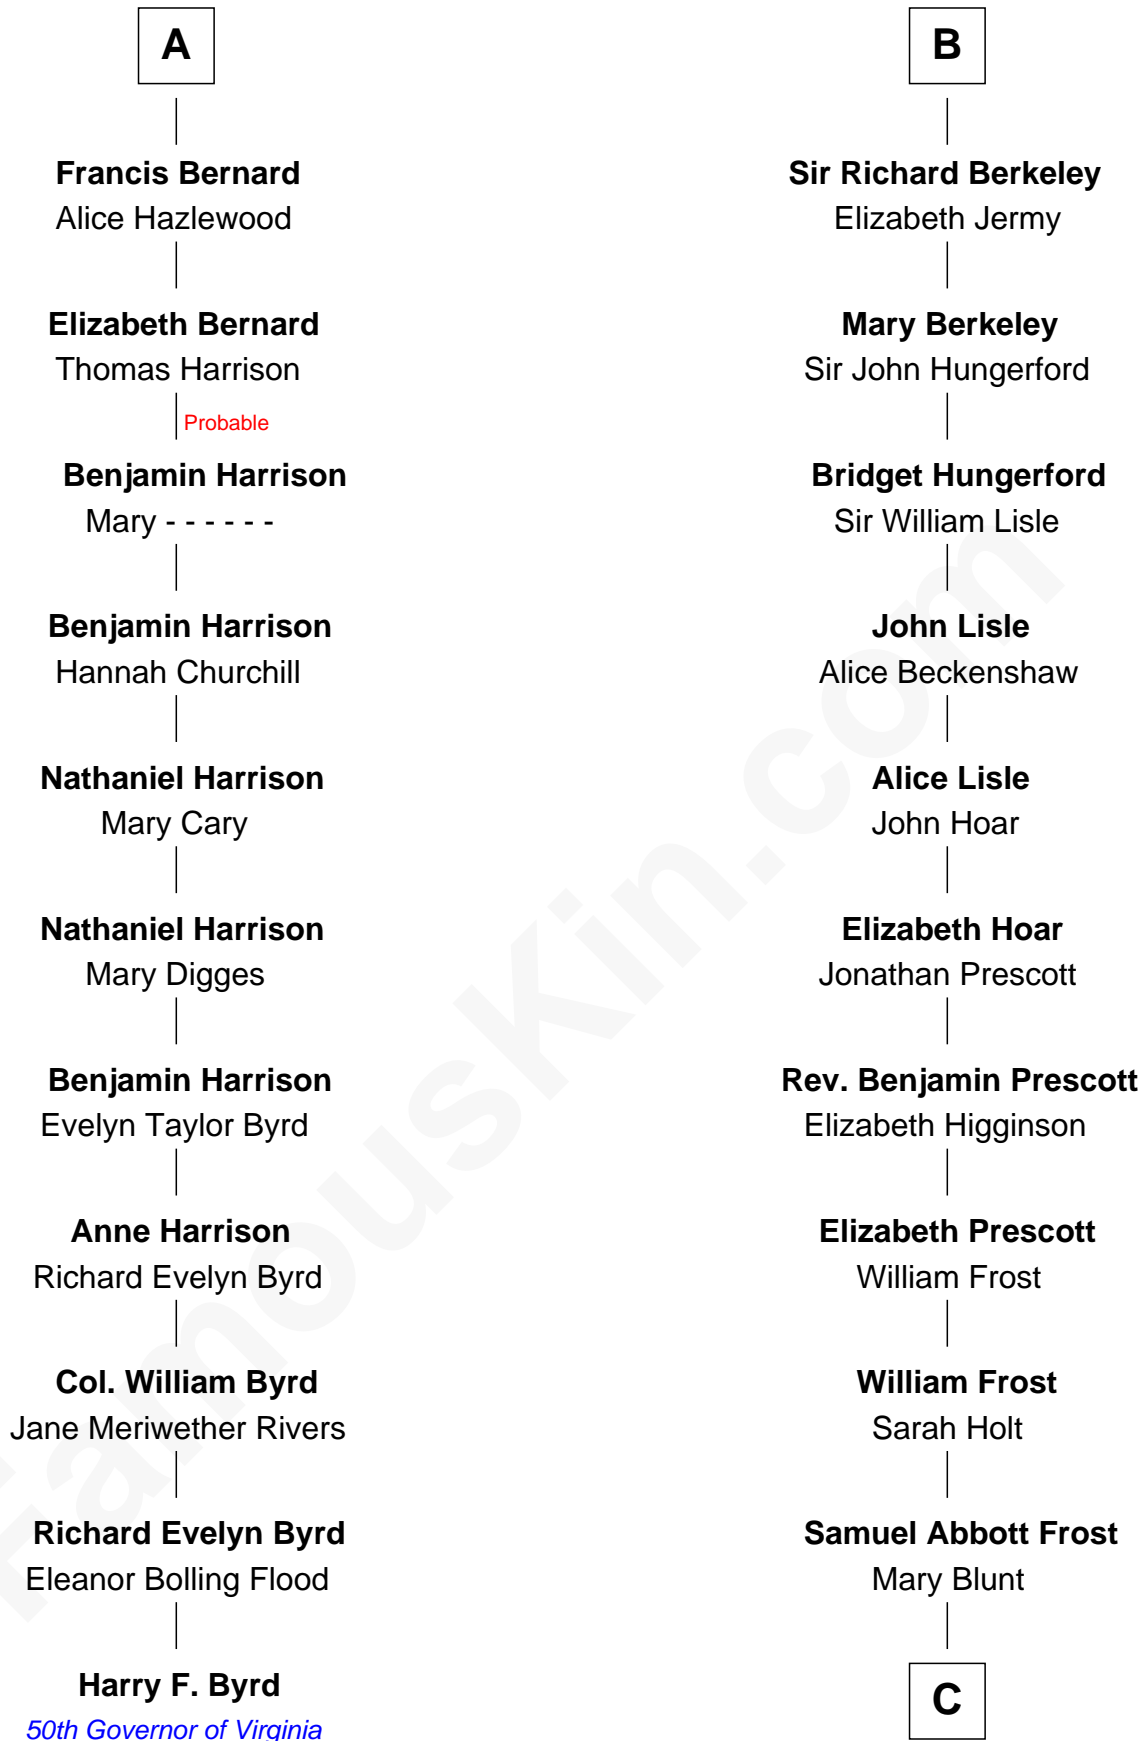 A
Francis Bernard
Alice Hazlewood
Elizabeth Bernard
Thomas Harrison
Probable
Benjamin Harrison
Mary - - - - - -
Benjamin Harrison
Hannah Churchill
Nathaniel Harrison
Mary Cary
Nathaniel Harrison
Mary Digges
Benjamin Harrison
Evelyn Taylor Byrd
Anne Harrison
Richard Evelyn Byrd
Col. William Byrd
Jane Meriwether Rivers
Richard Evelyn Byrd
Eleanor Bolling Flood
Harry F. Byrd
50th Governor of Virginia
B
Sir Richard Berkeley
Elizabeth Jermy
Mary Berkeley
Sir John Hungerford
Bridget Hungerford
Sir William Lisle
John Lisle
Alice Beckenshaw
Alice Lisle
John Hoar
Elizabeth Hoar
Jonathan Prescott
Rev. Benjamin Prescott
Elizabeth Higginson
Elizabeth Prescott
William Frost
William Frost
Sarah Holt
Samuel Abbott Frost
Mary Blunt
C
FamousKin.com